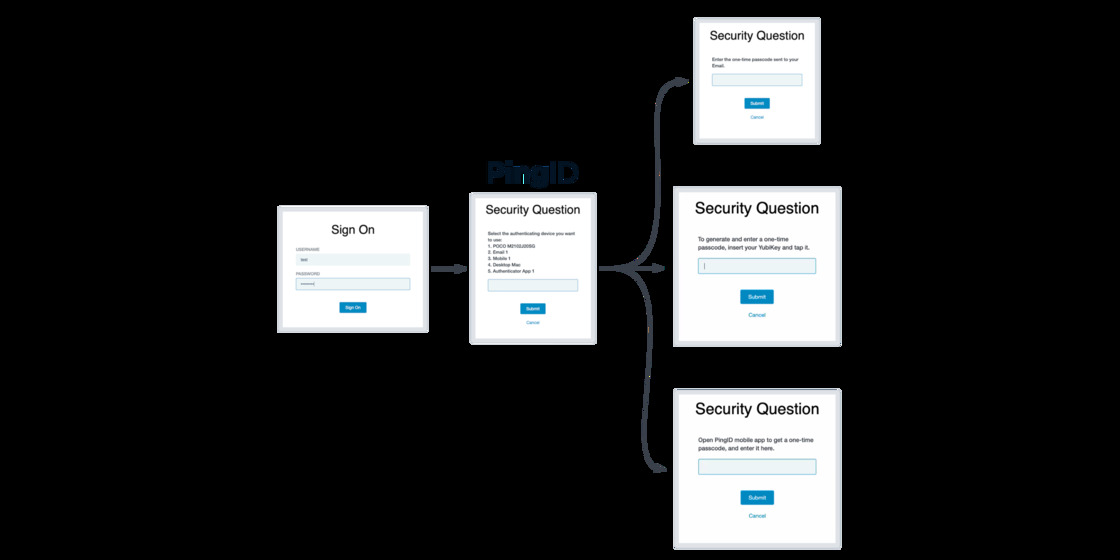 Sign On
USERNAME
test
PASSWORD
Sign On
PingID
Security Question
Select the authenticating device you want
to use:
1. POCO M2102J20SG
2. Email 1
3. Mobile 1
4. Desktop Mac
5. Authenticator App 1
Submit
Cancel
Security Question
Enter the one-time passcode sent to your
Email.
Submit
Cancel
Security Question
To generate and enter a one-time
passcode, insert your YubiKey and tap it.
Submit
Cancel
Security Question
Open PingID mobile app to get a one-time
passcode, and enter it here.
Submit
Cancel